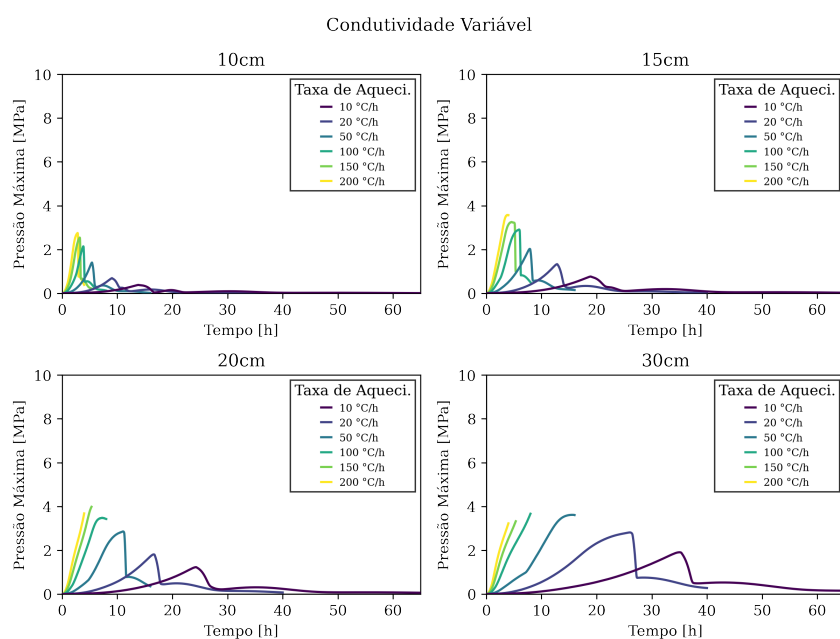 Condutividade Variável
10cm
Pressão Máxima [MPa]
10
8
6
4
2
0
Taxa de Aqueci.
10 °C/h
20 °C/h
50 °C/h
100 °C/h
150 °C/h
200 °C/h
0 10 20 30 40 50 60
Tempo [h]
15cm
Pressão Máxima [MPa]
10
8
6
4
2
0
Taxa de Aqueci.
10 °C/h
20 °C/h
50 °C/h
100 °C/h
150 °C/h
200 °C/h
0 10 20 30 40 50 60
Tempo [h]
20cm
Pressão Máxima [MPa]
10
8
6
4
2
0
Taxa de Aqueci.
10 °C/h
20 °C/h
50 °C/h
100 °C/h
150 °C/h
200 °C/h
0 10 20 30 40 50 60
Tempo [h]
30cm
Pressão Máxima [MPa]
10
8
6
4
2
0
Taxa de Aqueci.
10 °C/h
20 °C/h
50 °C/h
100 °C/h
150 °C/h
200 °C/h
0 10 20 30 40 50 60
Tempo [h]